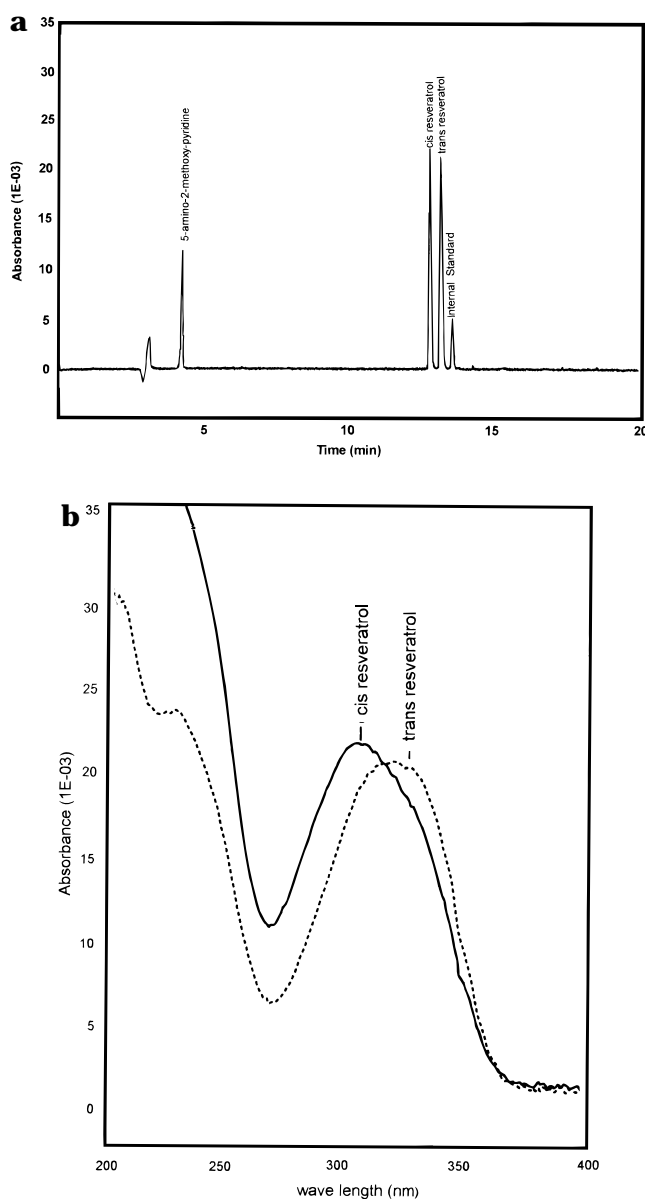 a
35
30
25
20
15
10
5
0
Absorbance (1E-03)
5-amino-2-methoxy-pyridine
cis resveratrol
trans resveratrol
Internal Standard
5
10
15
20
Time (min)
b
35
30
25
20
15
10
5
0
Absorbance (1E-03)
cis resveratrol
trans resveratrol
200
250
300
350
400
wave length (nm)